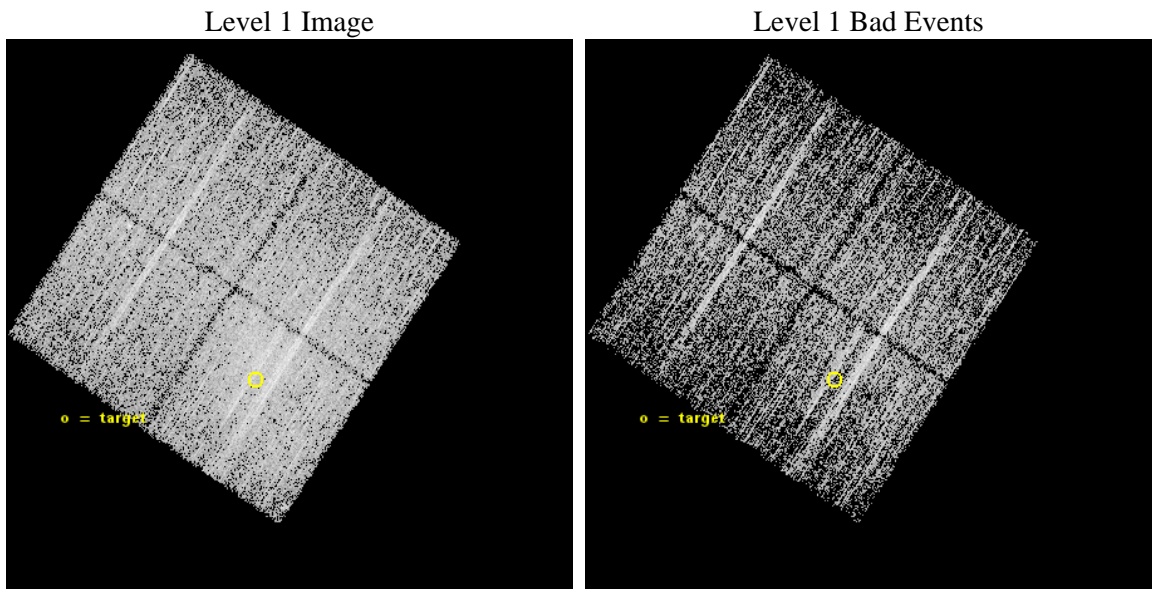 Level 1 Image
Level 1 Bad Events
o = target
o = target